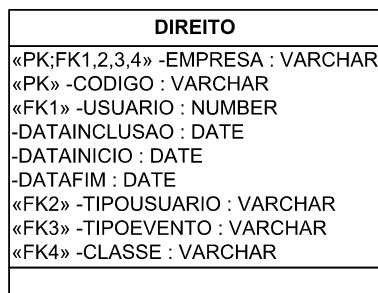 DIREITO
«PK;FK1,2,3,4» -EMPRESA : VARCHAR
«PK» -CODIGO : VARCHAR
«FK1» -USUARIO : NUMBER
-DATAINCLUSAO : DATE
-DATAINICIO : DATE
-DATAFIM : DATE
«FK2» -TIPOUSUARIO : VARCHAR
«FK3» -TIPOEVENTO : VARCHAR
«FK4» -CLASSE : VARCHAR